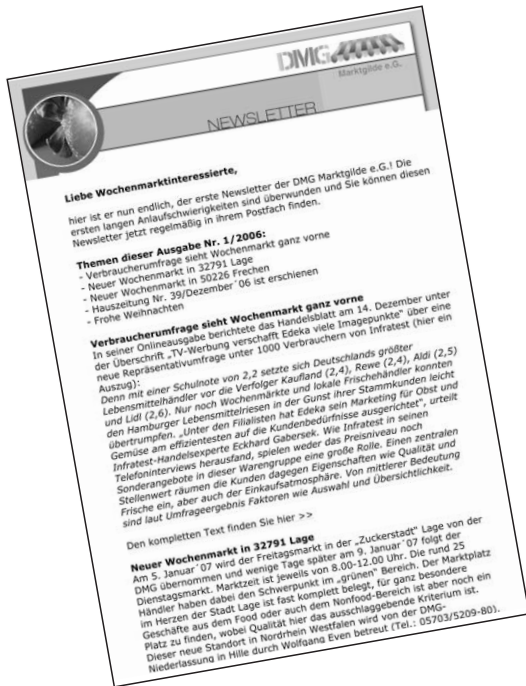 DMG
Marktgilde e.G.
NEWSLETTER
Liebe Wochenmarktinteressierte,
hier ist er nun endlich, der erste Newsletter der DMG Marktgilde e.G.! Die
ersten langen Anlaufschwierigkeiten sind überwunden und Sie können diesen
Newsletter jetzt regelmäßig in ihrem Postfach finden.
Themen dieser Ausgabe Nr. 1/2006:
- Verbraucherumfrage sieht Wochenmarkt ganz vorne
- Neuer Wochenmarkt in 32791 Lage
- Neuer Wochenmarkt in 50226 Frechen
- Hauszeitung Nr. 39/Dezember´06 ist erschienen
- Frohe Weihnachten
Verbraucherumfrage sieht Wochenmarkt ganz vorne
In seiner Onlineausgabe berichtete das Handelsblatt am 14. Dezember unter
der Überschrift „TV-Werbung verschafft Edeka viele Imagepunkte" über eine
neue Repräsentativumfrage unter 1000 Verbrauchern von Infratest (hier ein
Auszug):
Denn mit einer Schulnote von 2,2 setzte sich Deutschlands größter
Lebensmittelhändler vor die Verfolger Kaufland (2,4), Rewe (2,4), Aldi (2,5)
und Lidl (2,6). Nur noch Wochenmärkte und lokale Frischehändler konnten
den Hamburger Lebensmittelriesen in der Gunst ihrer Stammkunden leicht
übertrumpfen. „Unter den Filialisten hat Edeka sein Marketing für Obst und
Gemüse am effizientesten auf die Kundenbedürfnisse ausgerichtet", urteilt
Infratest-Handelsexperte Eckhard Gabersek. Wie Infratest in seinen
Telefoninterviews herausfand, spielen weder das Preisniveau noch
Sonderangebote in dieser Warengruppe eine große Rolle. Einen zentralen
Stellenwert räumen die Kunden dagegen Eigenschaften wie Qualität und
Frische ein, aber auch der Einkaufsatmosphäre. Von mittlerer Bedeutung
sind laut Umfrageergebnis Faktoren wie Auswahl und Übersichtlichkeit.
Den kompletten Text finden Sie hier >>
Neuer Wochenmarkt in 32791 Lage
Am 5. Januar´07 wird der Freitagsmarkt in der „Zuckerstadt" Lage von der
DMG übernommen und wenige Tage später am 9. Januar´07 folgt der
Dienstagsmarkt. Marktzeit ist jeweils von 8.00-12.00 Uhr. Die rund 25
Händler haben dabei den Schwerpunkt im „grünen" Bereich. Der Marktplatz
im Herzen der Stadt Lage ist fast komplett belegt, für ganz besondere
Geschäfte aus dem Food oder auch dem Nonfood-Bereich ist aber noch ein
Platz zu finden, wobei Qualität hier das ausschlaggebende Kriterium ist.
Dieser neue Standort in Nordrhein Westfalen wird von der DMG-
Niederlassung in Hille durch Wolfgang Even betreut (Tel.: 05703/5209-80).